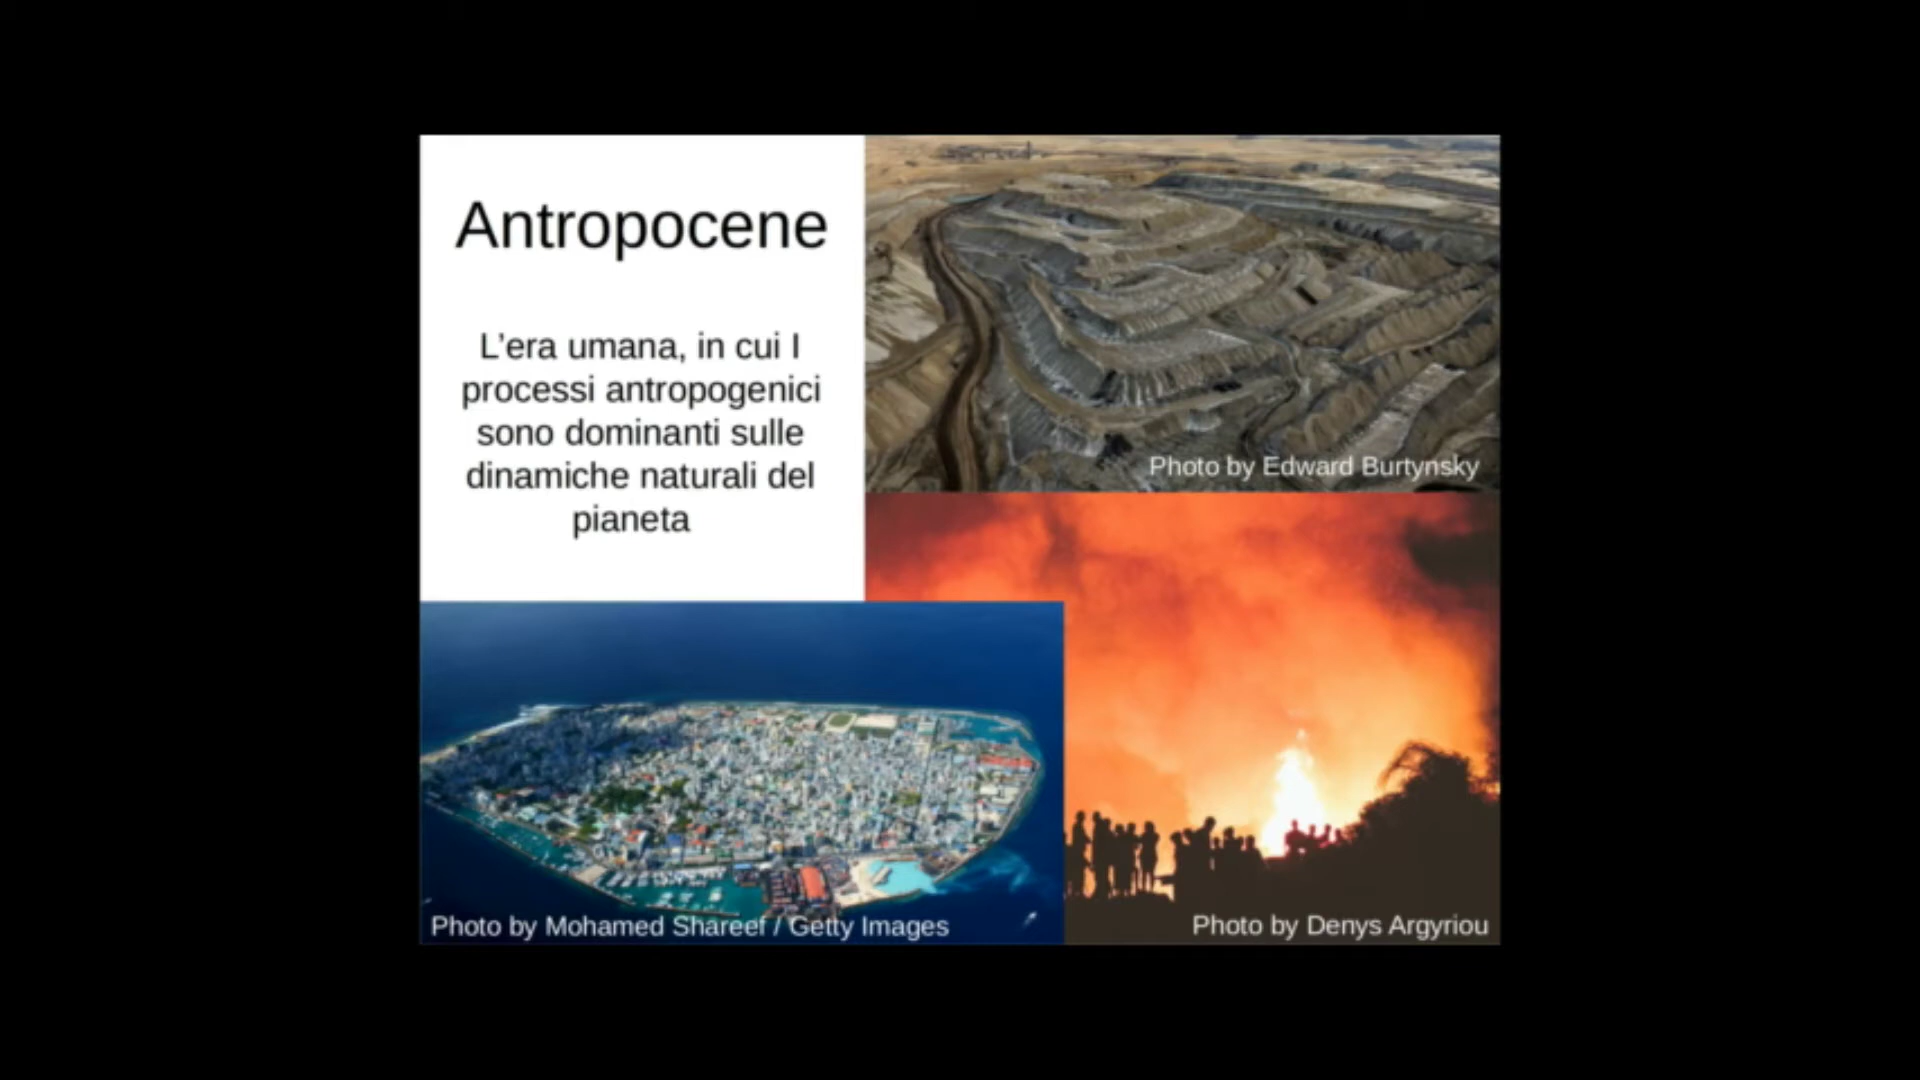 Antropocene
L'era umana, in cui I
processi antropogenici
sono dominanti sulle
dinamiche naturali del
pianeta
Photo by Edward Burtynsky
Photo by Mohamed Shareef / Getty Images
Photo by Denys Argyriou